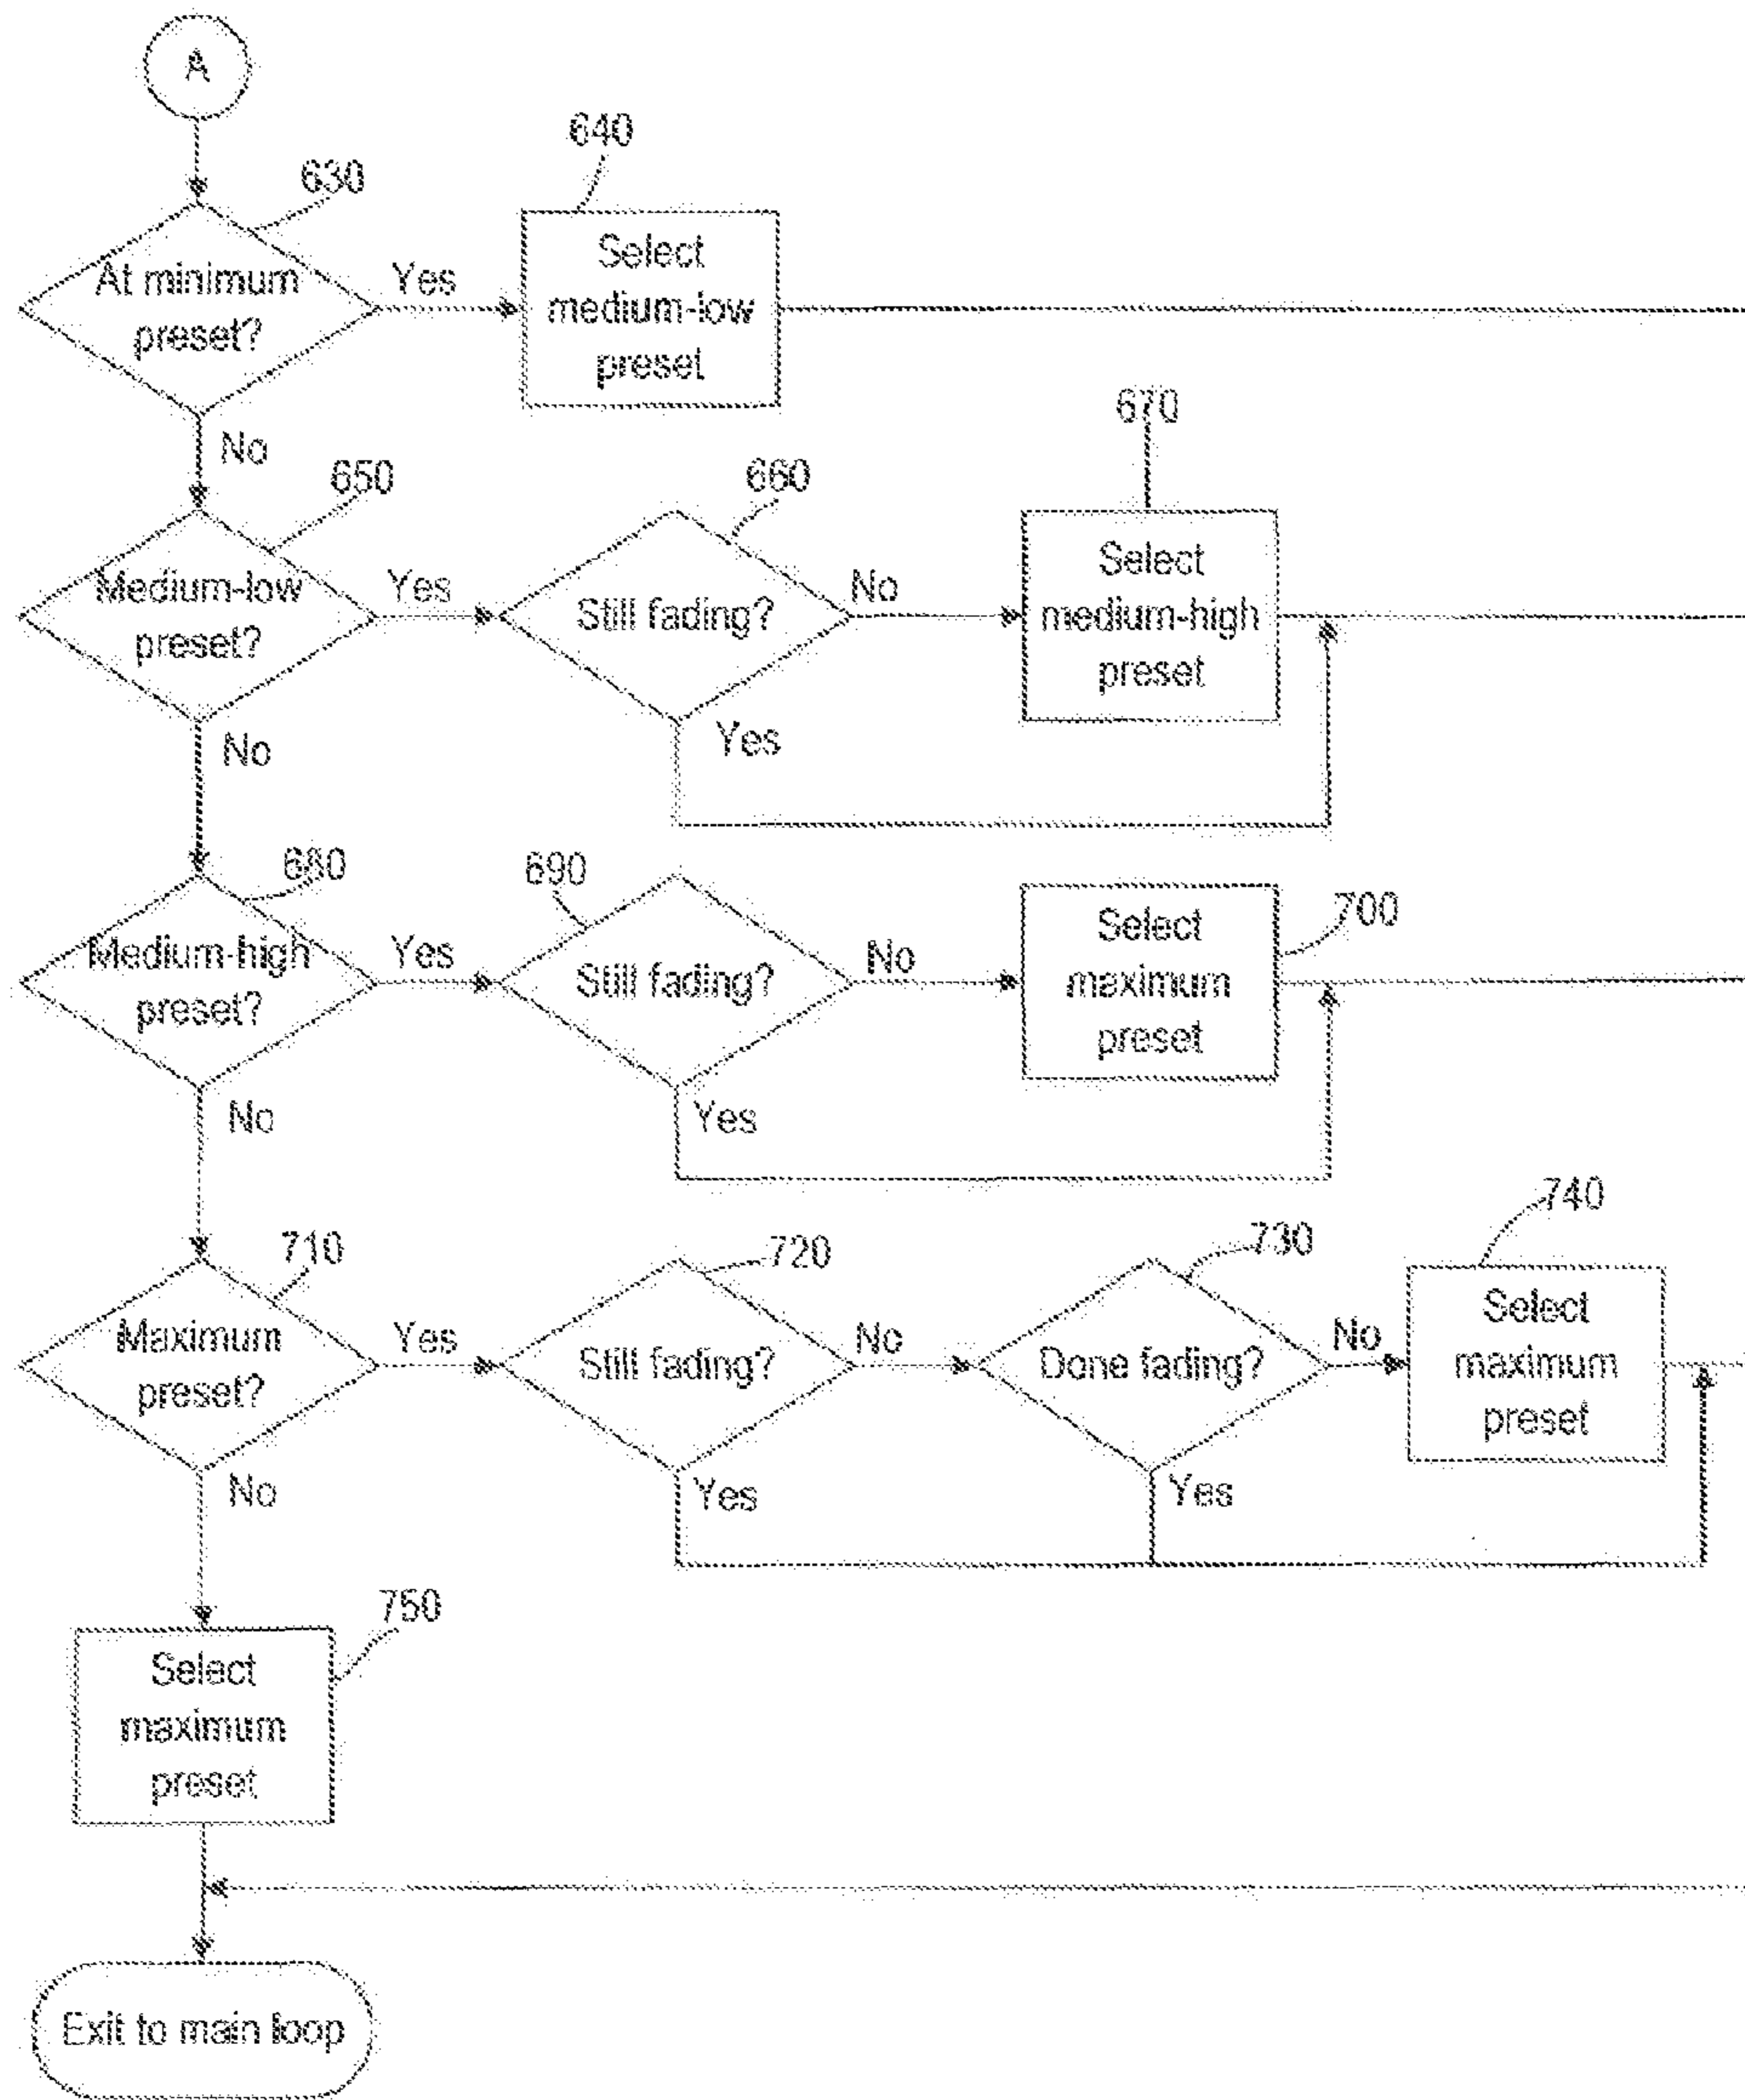 A
630
At minimum
preset?
Yes
No
640
Select
medium-low
preset
650
Medium-low
preset?
Yes
No
660
Still fading?
No
Yes
670
Select
medium-high
preset
680
Medium-high
preset?
Yes
No
690
Still fading?
No
Yes
700
Select
maximum
preset
710
Maximum
preset?
Yes
No
720
Still fading?
No
Yes
730
Done fading?
No
Yes
740
Select
maximum
preset
750
Select
maximum
preset
Exit to main loop